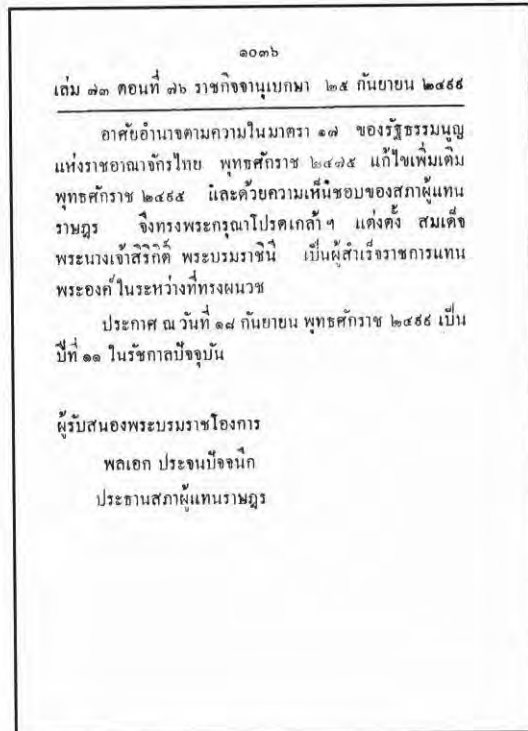 ๑๐๓๖
เล่ม ๗๓ ตอนที่ ๗๖ ราชกิจจานุเบกษา ๒๕ กันยายน ๒๔๙๙
อาศัยอำนาจตามความในมาตรา ๑๗ ของรัฐธรรมนูญ
แห่งราชอาณาจักรไทย พุทธศักราช ๒๔๗๕ แก้ไขเพิ่มเติม
พุทธศักราช ๒๔๙๕ และด้วยความเห็นชอบของสภาผู้แทน
ราษฎร จึงทรงพระกรุณาโปรดเกล้า ฯ แต่งตั้ง สมเด็จ
พระนางเจ้าสิริกิติ์ พระบรมราชินี เป็นผู้สำเร็จราชการแทน
พระองค์ในระหว่างที่ทรงผนวช
ประกาศ ณ วันที่ ๑๘ กันยายน พุทธศักราช ๒๔๙๙ เป็น
ปีที่ ๑๑ ในรัชกาลปัจจุบัน
ผู้รับสนองพระบรมราชโองการ
พลเอก ประจนปัจจนึก
ประธานสภาผู้แทนราษฎร